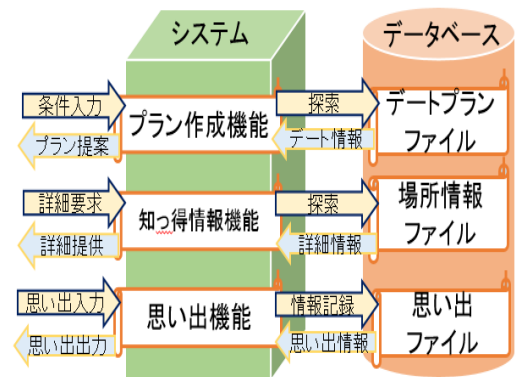 システム
データベース
条件入力
プラン提案
プラン作成機能
探索
デート情報
デートプラン
ファイル
詳細要求
詳細提供
知っ得情報機能
探索
詳細情報
場所情報
ファイル
思い出入力
思い出出力
思い出機能
情報記録
思い出情報
思い出
ファイル